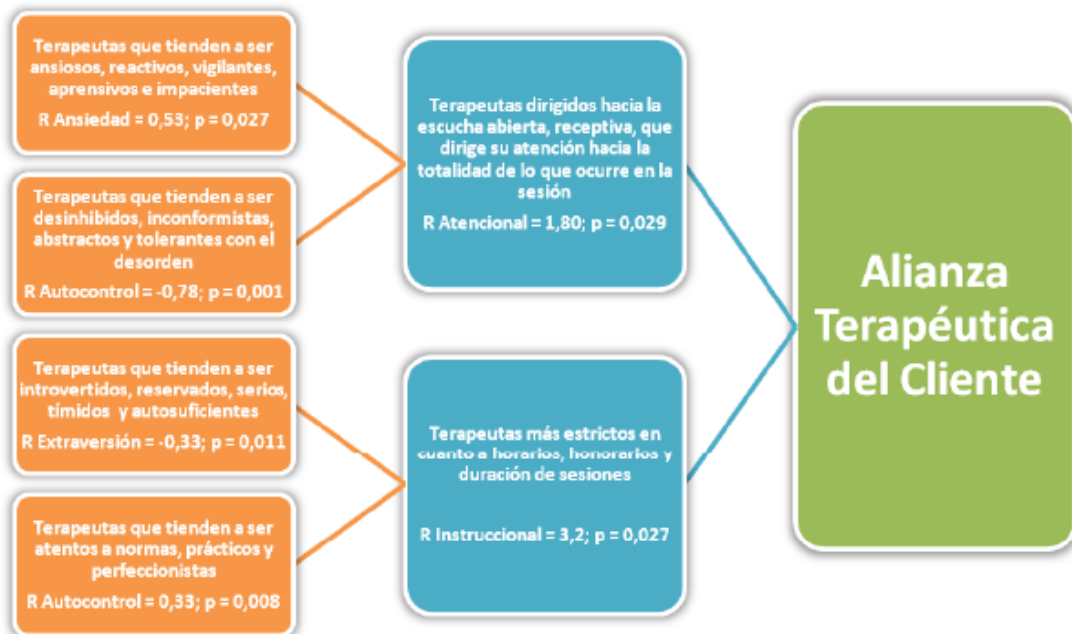 Terapeutas que tienden a ser
ansiosos, reactivos, vigilantes,
aprensivos e impacientes
R Ansiedad = 0,53; p = 0,027
Terapeutas que tienden a ser
desinhibidos, inconformistas,
abstractos y tolerantes con el
desorden
R Autocontrol = -0,78; p = 0,001
Terapeutas que tienden a ser
introvertidos, reservados, serios,
tímidos y autosuficientes
R Extraversión = -0,33; p = 0,011
Terapeutas que tienden a ser
atentos a normas, prácticos y
perfeccionistas
R Autocontrol = 0,33; p = 0,008
Terapeutas dirigidos hacia la
escucha abierta, receptiva, que
dirige su atención hacia la
totalidad de lo que ocurre en la
sesión
R Atencional = 1,80; p = 0,029
Terapeutas más estrictos en
cuanto a horarios, honorarios y
duración de sesiones
R Instruccional = 3,2; p = 0,027
Alianza
Terapéutica
del Cliente